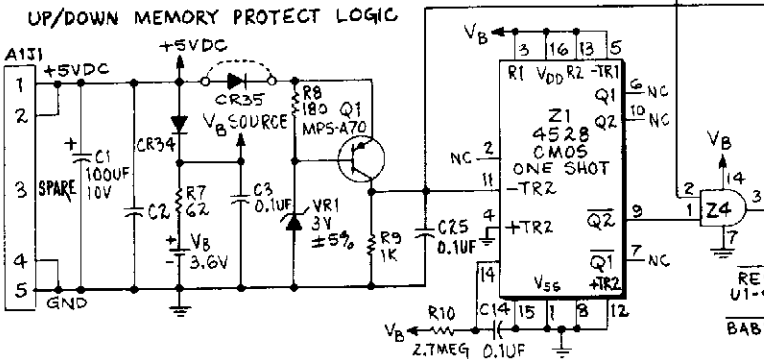 UP/DOWN MEMORY PROTECT LOGIC
A1J1
+5VDC
+5VDC
1
2
3
4
5
SPARE
GND
+
C1
100UF
10V
C2
CR34
CR35
VB SOURCE
R7
62
+
-
VB
3.6V
C3
0.1UF
R8
180
Q1
MPS-A70
VR1
3V
±5%
R9
1K
C25
0.1UF
VB
3 16 13 5
R1 VDD R2 -TR1
Q1
6
NC
Q2
10
NC
Z1
4528
CMOS
ONE SHOT
NC
2
11
-TR2
4
+TR2
14
Q2
9
Q1
7
NC
VSS
+TR2
15 1 8 12
VB
R10
2.7MEG
C14
0.1UF
VB
14
2
1
Z4
3
7
RE
U1-
BAB